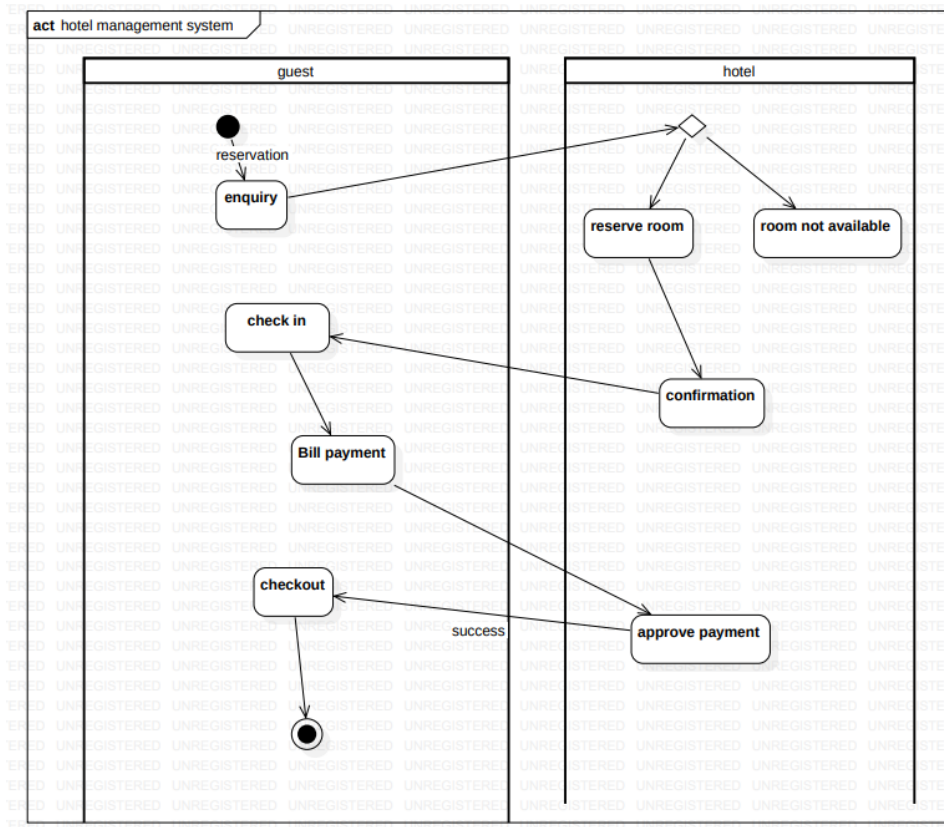 act hotel management system
guest
hotel
reservation
enquiry
reserve room
room not available
check in
confirmation
Bill payment
checkout
success
approve payment
UNREGISTERED